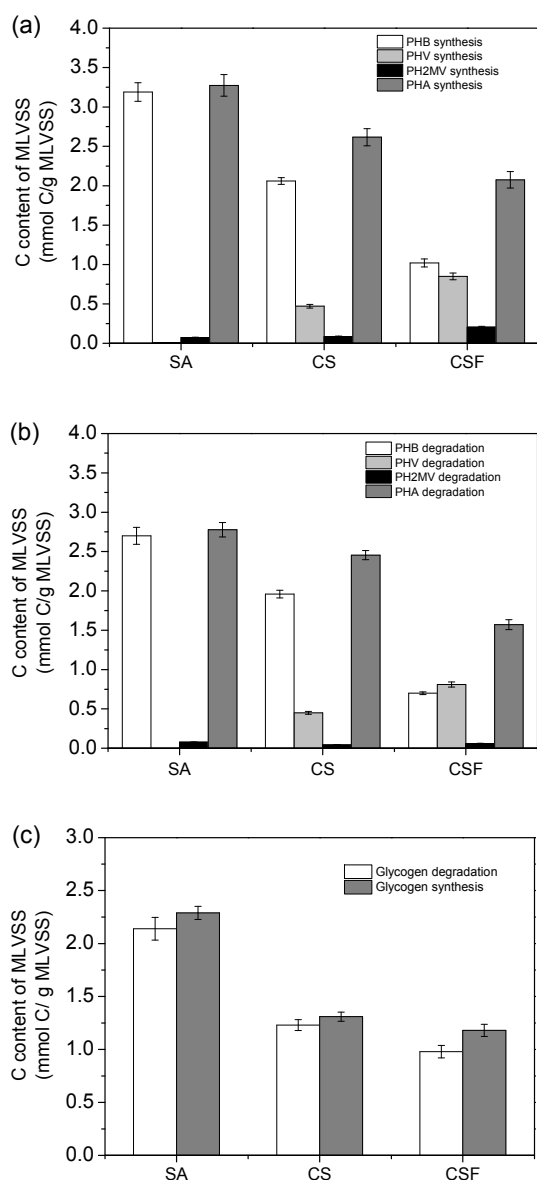 (a)
PHB synthesis
PHV synthesis
PH2MV synthesis
PHA synthesis
C content of MLVSS
(mmol C/g MLVSS)
4.0
3.5
3.0
2.5
2.0
1.5
1.0
0.5
0.0
SA
CS
CSF
(b)
PHB degradation
PHV degradation
PH2MV degradation
PHA degradation
C content of MLVSS
(mmol C/g MLVSS)
4.0
3.5
3.0
2.5
2.0
1.5
1.0
0.5
0.0
SA
CS
CSF
(c)
Glycogen degradation
Glycogen synthesis
C content of MLVSS
(mmol C/ g MLVSS)
3.0
2.5
2.0
1.5
1.0
0.5
0.0
SA
CS
CSF